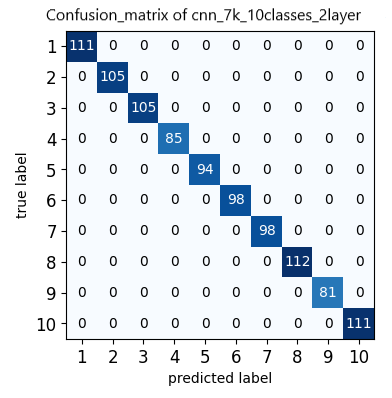 Confusion_matrix of cnn_7k_10classes_2layer
true label
1 111 0 0 0 0 0 0 0 0 0
2 0 105 0 0 0 0 0 0 0 0
3 0 0 105 0 0 0 0 0 0 0
4 0 0 0 85 0 0 0 0 0 0
5 0 0 0 0 94 0 0 0 0 0
6 0 0 0 0 0 98 0 0 0 0
7 0 0 0 0 0 0 98 0 0 0
8 0 0 0 0 0 0 0 112 0 0
9 0 0 0 0 0 0 0 0 81 0
10 0 0 0 0 0 0 0 0 0 111
1 2 3 4 5 6 7 8 9 10
predicted label